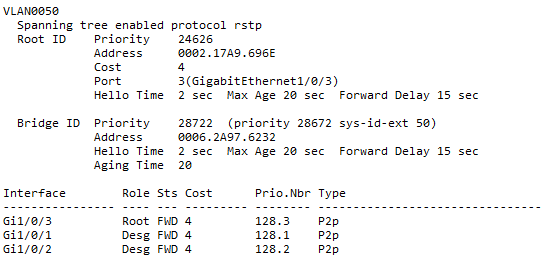 VLAN0050
Spanning tree enabled protocol rstp
Root ID Priority 24626
Address 0002.17A9.696E
Cost 4
Port 3(GigabitEthernet1/0/3)
Hello Time 2 sec Max Age 20 sec Forward Delay 15 sec
Bridge ID Priority 28722 (priority 28672 sys-id-ext 50)
Address 0006.2A97.6232
Hello Time 2 sec Max Age 20 sec Forward Delay 15 sec
Aging Time 20
Interface Role Sts Cost Prio.Nbr Type
---------------- ---- --- --------- -------- --------------------------------
Gi1/0/3 Root FWD 4 128.3 P2p
Gi1/0/1 Desg FWD 4 128.1 P2p
Gi1/0/2 Desg FWD 4 128.2 P2p